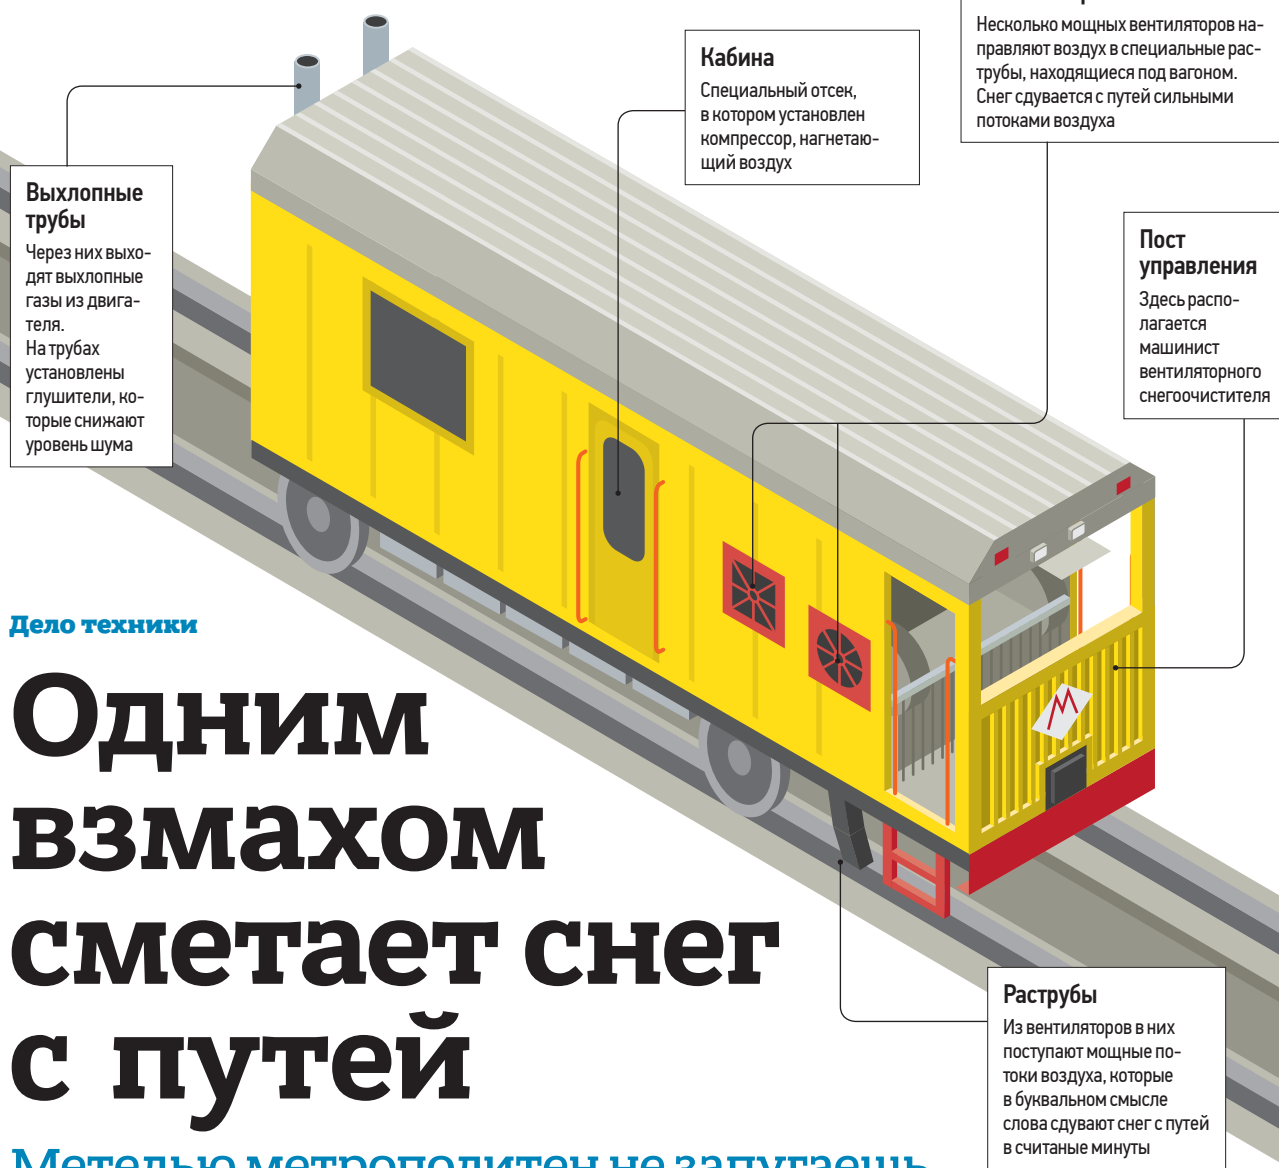 Несколько мощных вентиляторов на-
правляют воздух в специальные рас-
трубы, находящиеся под вагоном.
Снег сдувается с путей сильными
потоками воздуха
Кабина
Специальный отсек,
в котором установлен
компрессор, нагнетаю-
щий воздух
Выхлопные
трубы
Через них выхо-
дят выхлопные
газы из двига-
теля.
На трубах
установлены
глушители, ко-
торые снижают
уровень шума
Пост
управления
Здесь распо-
лагается
машинист
вентиляторного
снегоочистителя
Дело техники
Одним
взмахом
сметает снег
с путей
Раструбы
Из вентиляторов в них
поступают мощные по-
токи воздуха, которые
в буквальном смысле
слова сдувают снег с путей
в считаные минуты
Метелью метрополитен не запугаешь